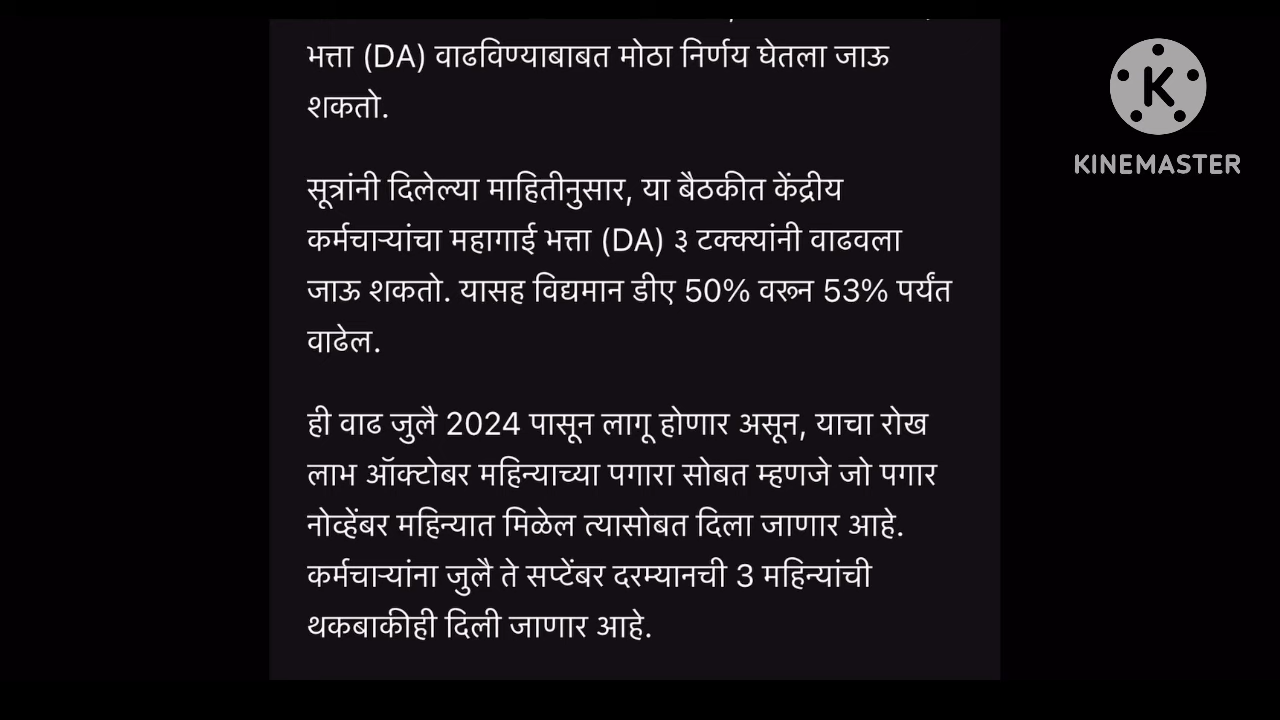 भत्ता (DA) वाढविण्याबाबत मोठा निर्णय घेतला जाऊ
शकतो.
सूत्रांनी दिलेल्या माहितीनुसार, या बैठकीत केंद्रीय
कर्मचाऱ्यांचा महागाई भत्ता (DA) ३ टक्क्यांनी वाढवला
जाऊ शकतो. यासह विद्यमान डीए 50% वरून 53% पर्यंत
वाढेल.
ही वाढ जुलै 2024 पासून लागू होणार असून, याचा रोख
लाभ ऑक्टोबर महिन्याच्या पगारा सोबत म्हणजे जो पगार
नोव्हेंबर महिन्यात मिळेल त्यासोबत दिला जाणार आहे.
कर्मचाऱ्यांना जुलै ते सप्टेंबर दरम्यानची 3 महिन्यांची
थकबाकीही दिली जाणार आहे.
K
KINEMASTER